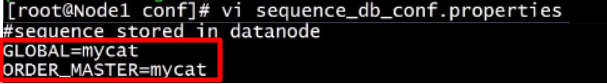 [root@Node1 conf]# vi sequence_db_conf.properties
#sequence stored in datanode
GLOBAL=mycat
ORDER_MASTER=mycat